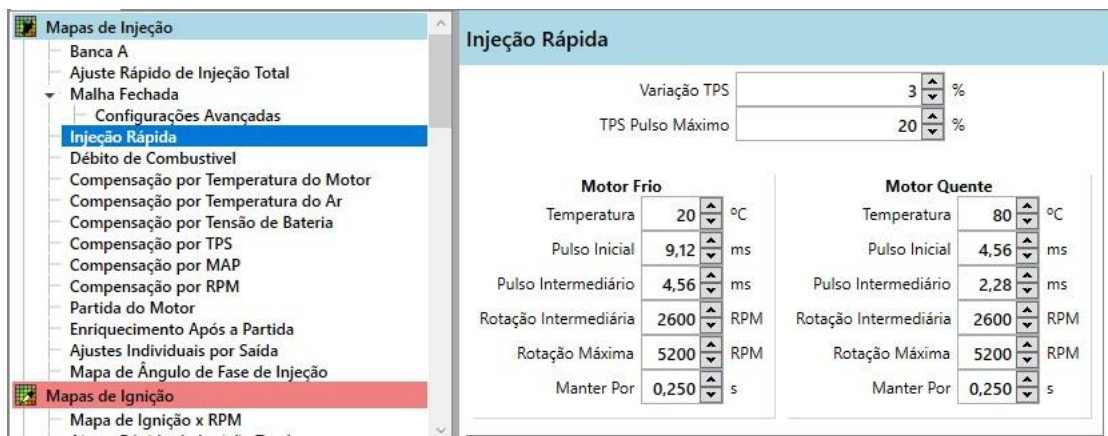 Mapas de Injeção
Banca A
Ajuste Rápido de Injeção Total
Malha Fechada
Configurações Avançadas
Injeção Rápida
Débito de Combustivel
Compensação por Temperatura do Motor
Compensação por Temperatura do Ar
Compensação por Tensão de Bateria
Compensação por TPS
Compensação por MAP
Compensação por RPM
Partida do Motor
Enriquecimento Após a Partida
Ajustes Individuais por Saída
Mapa de Ângulo de Fase de Injeção
Mapas de Ignição
Mapa de Ignição x RPM
Injeção Rápida
Variação TPS 3 %
TPS Pulso Máximo 20 %
Motor Frio
Temperatura 20 ºC
Pulso Inicial 9,12 ms
Pulso Intermediário 4,56 ms
Rotação Intermediária 2600 RPM
Rotação Máxima 5200 RPM
Manter Por 0,250 s
Motor Quente
Temperatura 80 ºC
Pulso Inicial 4,56 ms
Pulso Intermediário 2,28 ms
Rotação Intermediária 2600 RPM
Rotação Máxima 5200 RPM
Manter Por 0,250 s